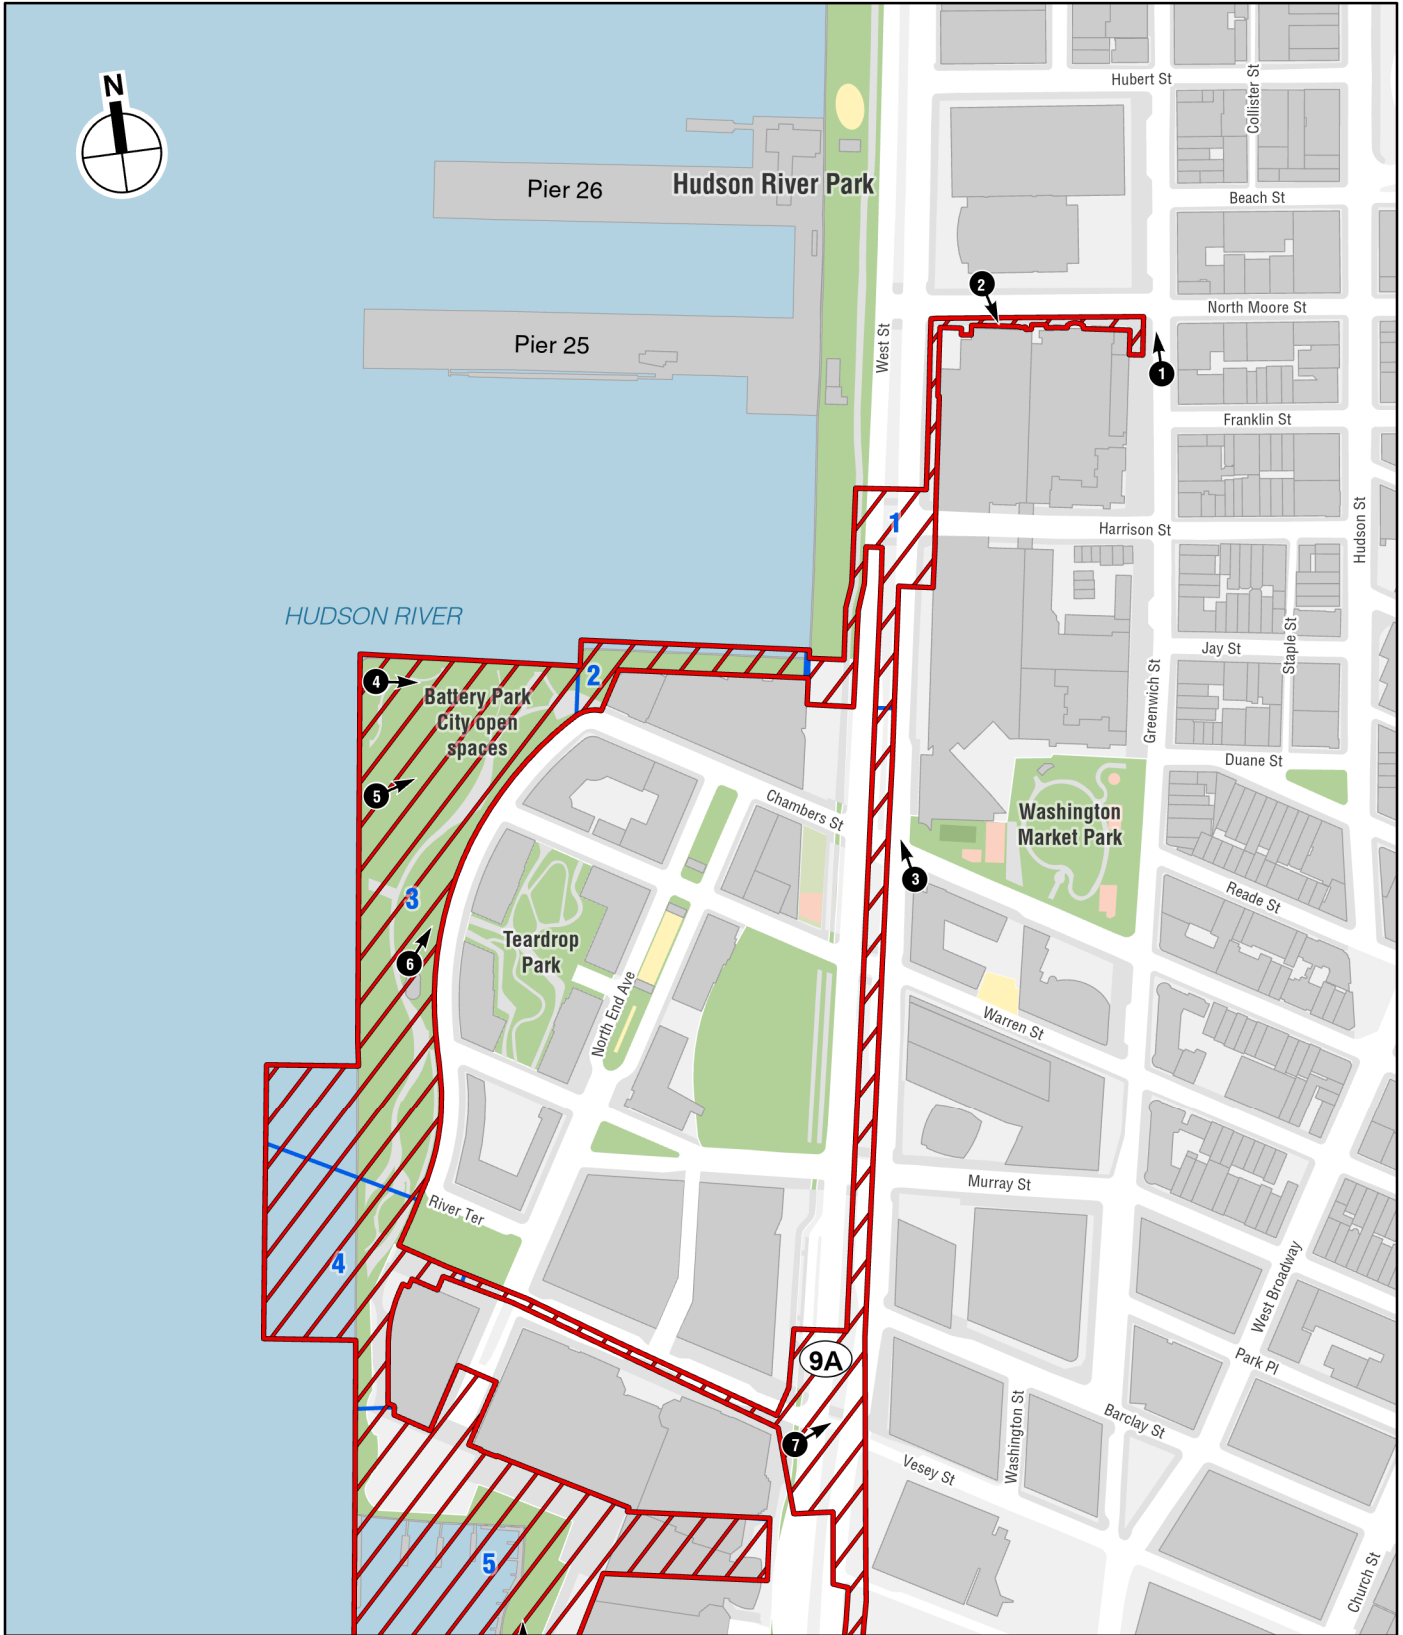 N
Hubert St
Collister St
Pier 26
Hudson River Park
Beach St
2
North Moore St
West St
Pier 25
1
Franklin St
1
Harrison St
Hudson St
HUDSON RIVER
Staple St
Jay St
2
4
Battery Park
City open
spaces
Greenwich St
Duane St
5
Chambers St
Washington
Market Park
3
3
Reade St
Teardrop
Park
6
North End Ave
Warren St
Murray St
River Ter
4
West Broadway
9A
Park Pl
Washington St
Barclay St
7
Vesey St
5
Church St